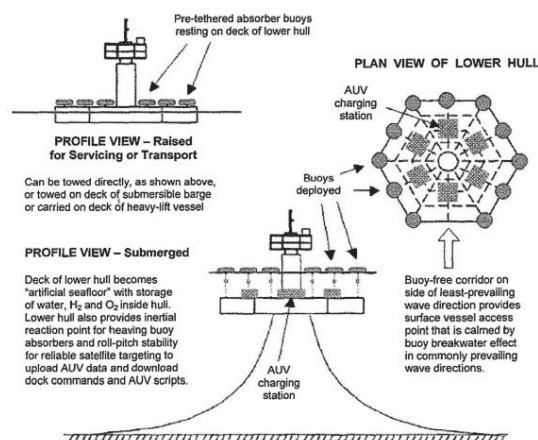 Pre-tethered absorber buoys
resting on deck of lower hull
PROFILE VIEW – Raised
for Servicing or Transport
Can be towed directly, as shown above,
or towed on deck of submersible barge
or carried on deck of heavy-lift vessel
PLAN VIEW OF LOWER HULL
AUV
charging
station
Buoys
deployed
PROFILE VIEW – Submerged
Deck of lower hull becomes
"artificial seafloor" with storage
of water, H2 and O2 inside hull.
Lower hull also provides inertial
reaction point for heaving buoy
absorbers and roll-pitch stability
for reliable satellite targeting to
upload AUV data and download
dock commands and AUV scripts.
AUV
charging
station
Buoy-free corridor on
side of least-prevailing
wave direction provides
surface vessel access
point that is calmed by
buoy breakwater effect
in commonly prevailing
wave directions.